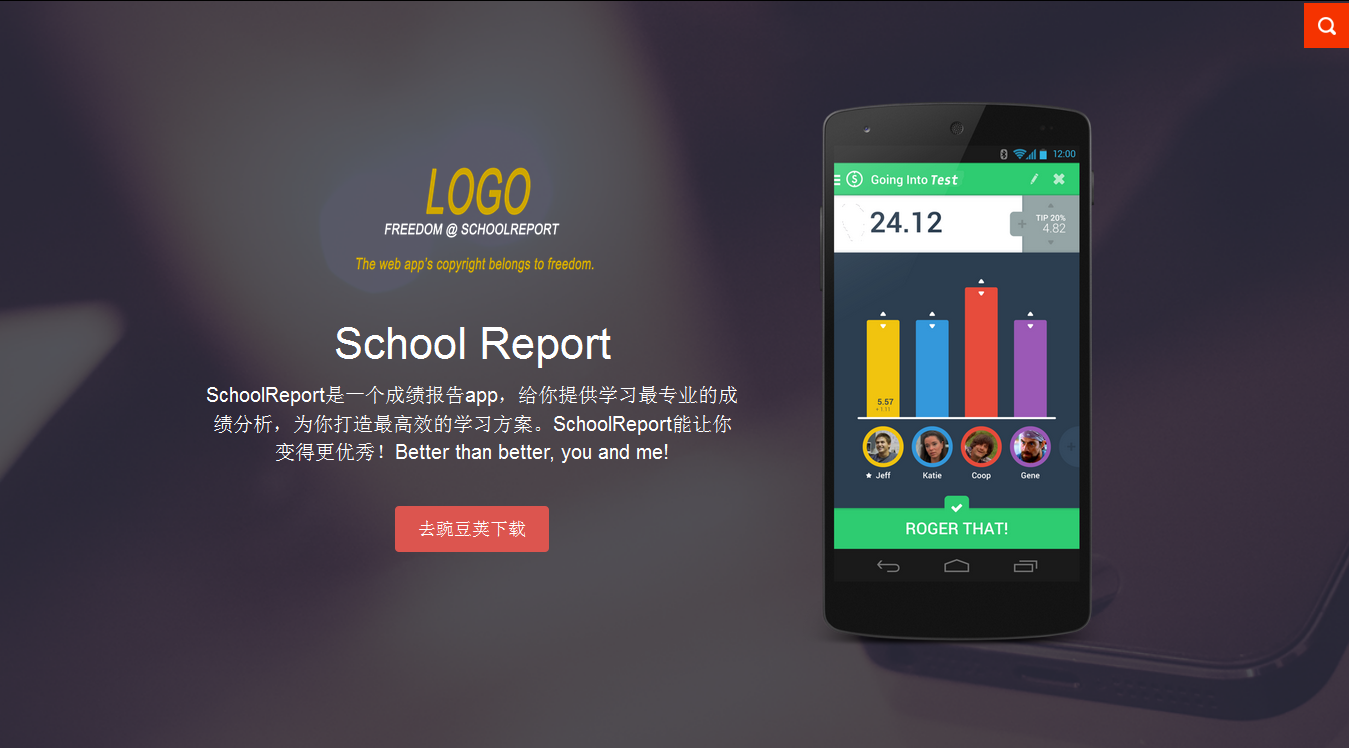 LOGO
FREEDOM @ SCHOOLREPORT
The web app's copyright belongs to freedom.
School Report
SchoolReport是一个成绩报告app，给你提供学习最专业的成
绩分析，为你打造最高效的学习方案。SchoolReport能让你
变得更优秀！Better than better, you and me!
去豌豆荚下载
12:00
Going Into Test
24.12
TIP 20%
4.82
5.57
+ 1.11
Jeff
Katie
Coop
Gene
ROGER THAT!